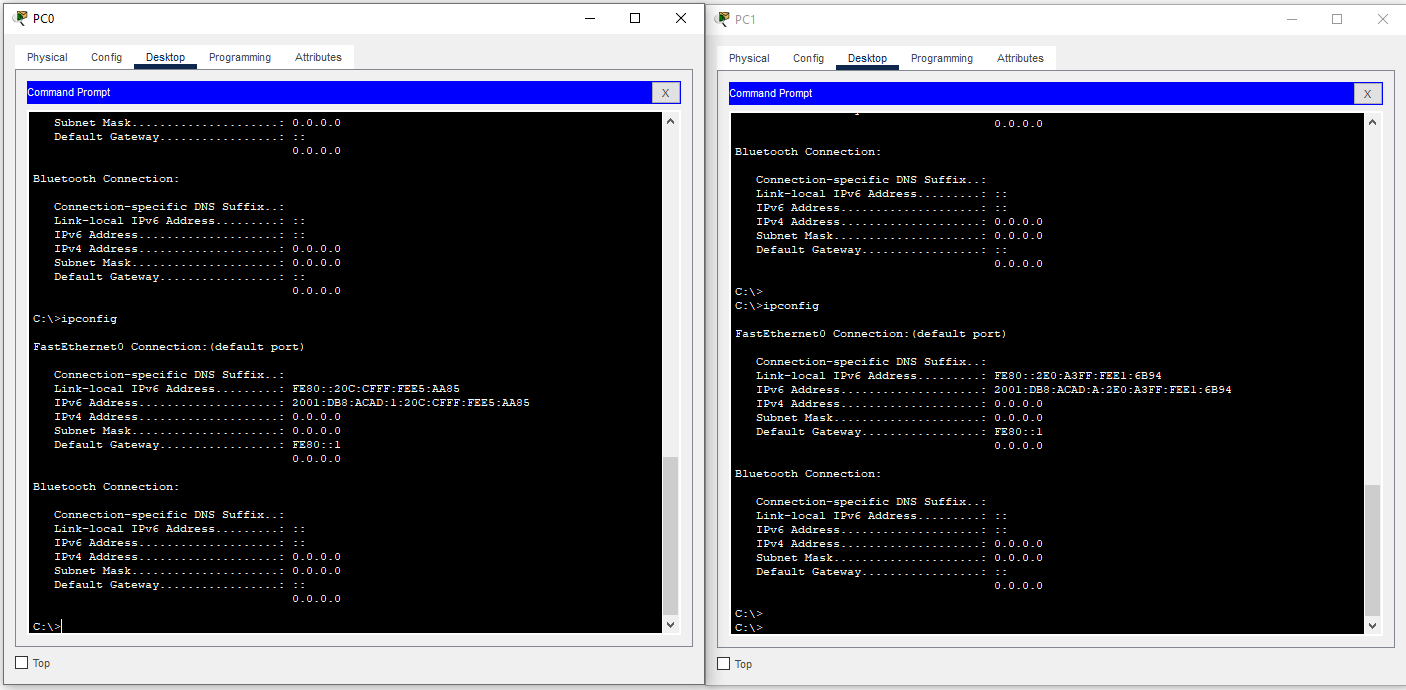 PC0
Physical Config Desktop Programming Attributes
Command Prompt X
Subnet Mask.....................: 0.0.0.0
Default Gateway.................: ::
0.0.0.0
Bluetooth Connection:
Connection-specific DNS Suffix..:
Link-local IPv6 Address.........: ::
IPv6 Address....................: ::
IPv4 Address....................: 0.0.0.0
Subnet Mask.....................: 0.0.0.0
Default Gateway.................: ::
0.0.0.0
C:\>ipconfig
FastEthernet0 Connection:(default port)
Connection-specific DNS Suffix..:
Link-local IPv6 Address.........: FE80::20C:CFFF:FEE5:AA85
IPv6 Address....................: 2001:DB8:ACAD:1:20C:CFFF:FEE5:AA85
IPv4 Address....................: 0.0.0.0
Subnet Mask.....................: 0.0.0.0
Default Gateway.................: FE80::1
0.0.0.0
Bluetooth Connection:
Connection-specific DNS Suffix..:
Link-local IPv6 Address.........: ::
IPv6 Address....................: ::
IPv4 Address....................: 0.0.0.0
Subnet Mask.....................: 0.0.0.0
Default Gateway.................: ::
0.0.0.0
C:\>
Top
PC1
Physical Config Desktop Programming Attributes
Command Prompt X
0.0.0.0
Bluetooth Connection:
Connection-specific DNS Suffix..:
Link-local IPv6 Address.........: ::
IPv6 Address....................: ::
IPv4 Address....................: 0.0.0.0
Subnet Mask.....................: 0.0.0.0
Default Gateway.................: ::
0.0.0.0
C:\>
C:\>ipconfig
FastEthernet0 Connection:(default port)
Connection-specific DNS Suffix..:
Link-local IPv6 Address.........: FE80::2E0:A3FF:FEE1:6B94
IPv6 Address....................: 2001:DB8:ACAD:A:2E0:A3FF:FEE1:6B94
IPv4 Address....................: 0.0.0.0
Subnet Mask.....................: 0.0.0.0
Default Gateway.................: FE80::1
0.0.0.0
Bluetooth Connection:
Connection-specific DNS Suffix..:
Link-local IPv6 Address.........: ::
IPv6 Address....................: ::
IPv4 Address....................: 0.0.0.0
Subnet Mask.....................: 0.0.0.0
Default Gateway.................: ::
0.0.0.0
C:\>
C:\>
Top